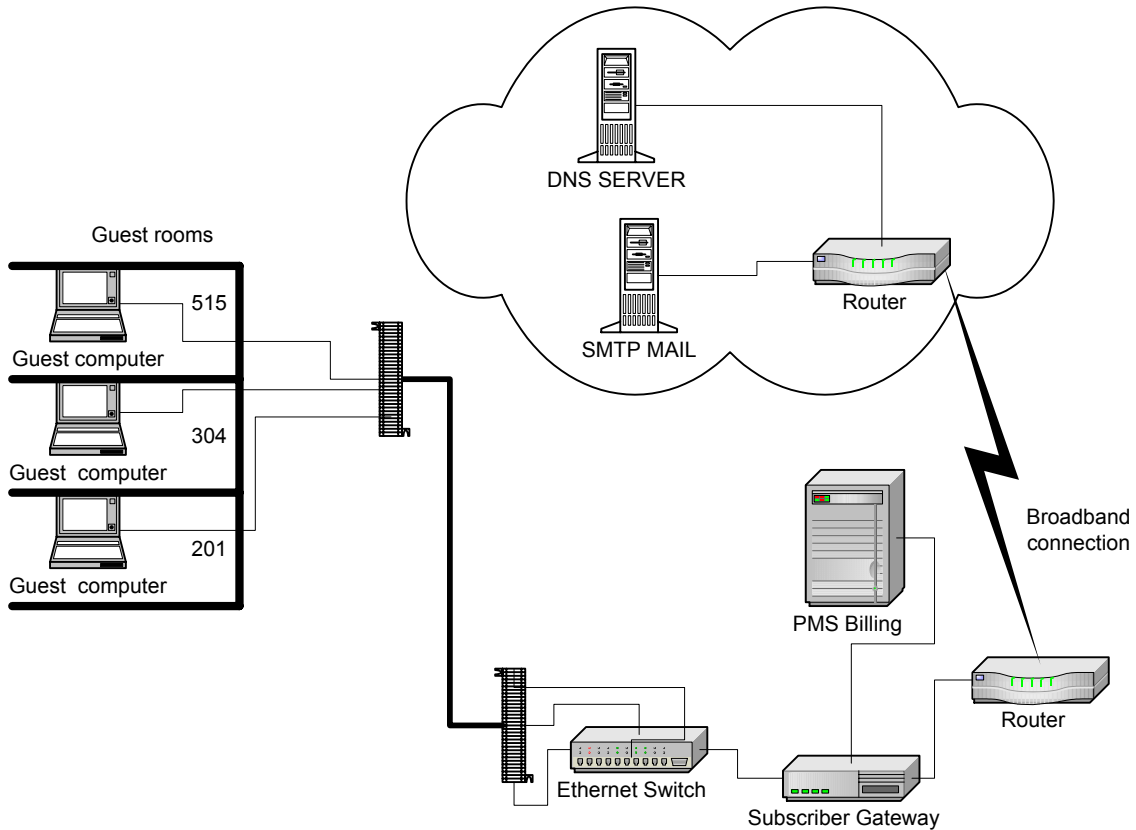 DNS SERVER
SMTP MAIL
Router
Guest rooms
515
Guest computer
304
Guest computer
201
Guest computer
Broadband
connection
PMS Billing
Router
Ethernet Switch
Subscriber Gateway